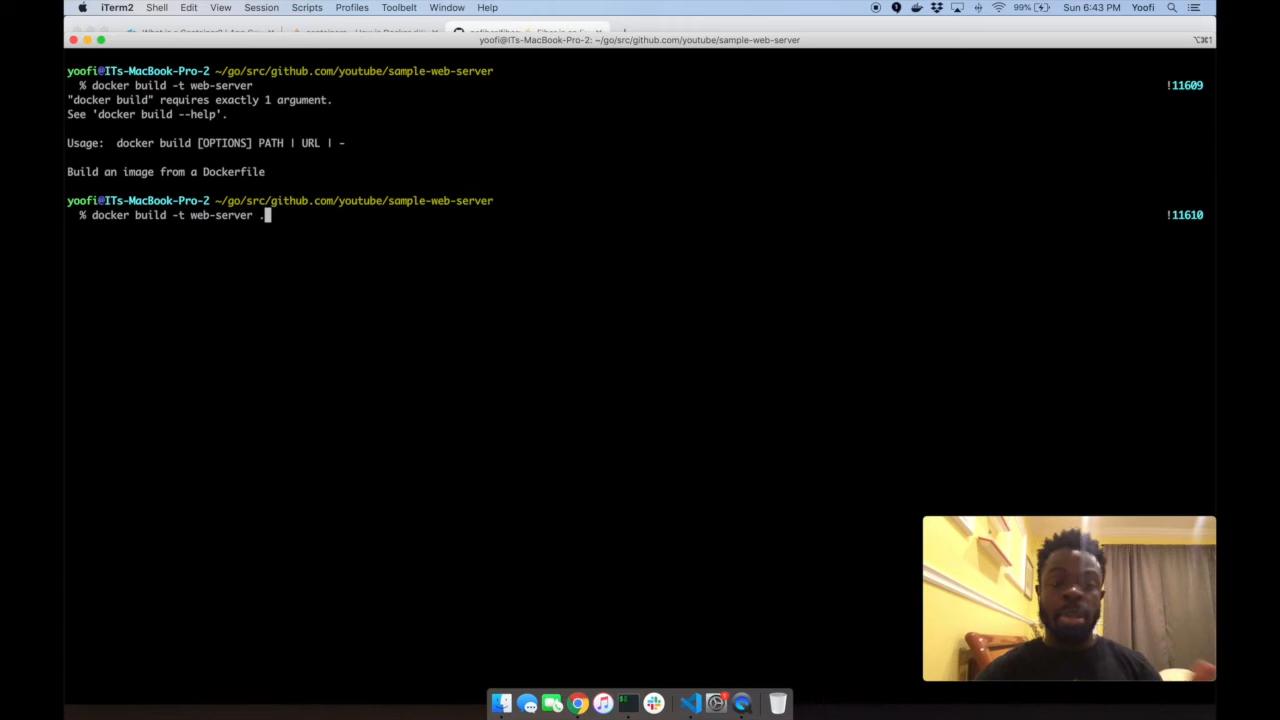 iTerm2 Shell Edit View Session Scripts Profiles Toolbelt Window Help 99% Sun 6:43 PM Yoofi
yoofi@ITs-MacBook-Pro-2: ~/go/src/github.com/youtube/sample-web-server ⌥⌘1
yoofi@ITs-MacBook-Pro-2 ~/go/src/github.com/youtube/sample-web-server
% docker build -t web-server !11609
"docker build" requires exactly 1 argument.
See 'docker build --help'.
Usage: docker build [OPTIONS] PATH | URL | -
Build an image from a Dockerfile
yoofi@ITs-MacBook-Pro-2 ~/go/src/github.com/youtube/sample-web-server
% docker build -t web-server . !11610